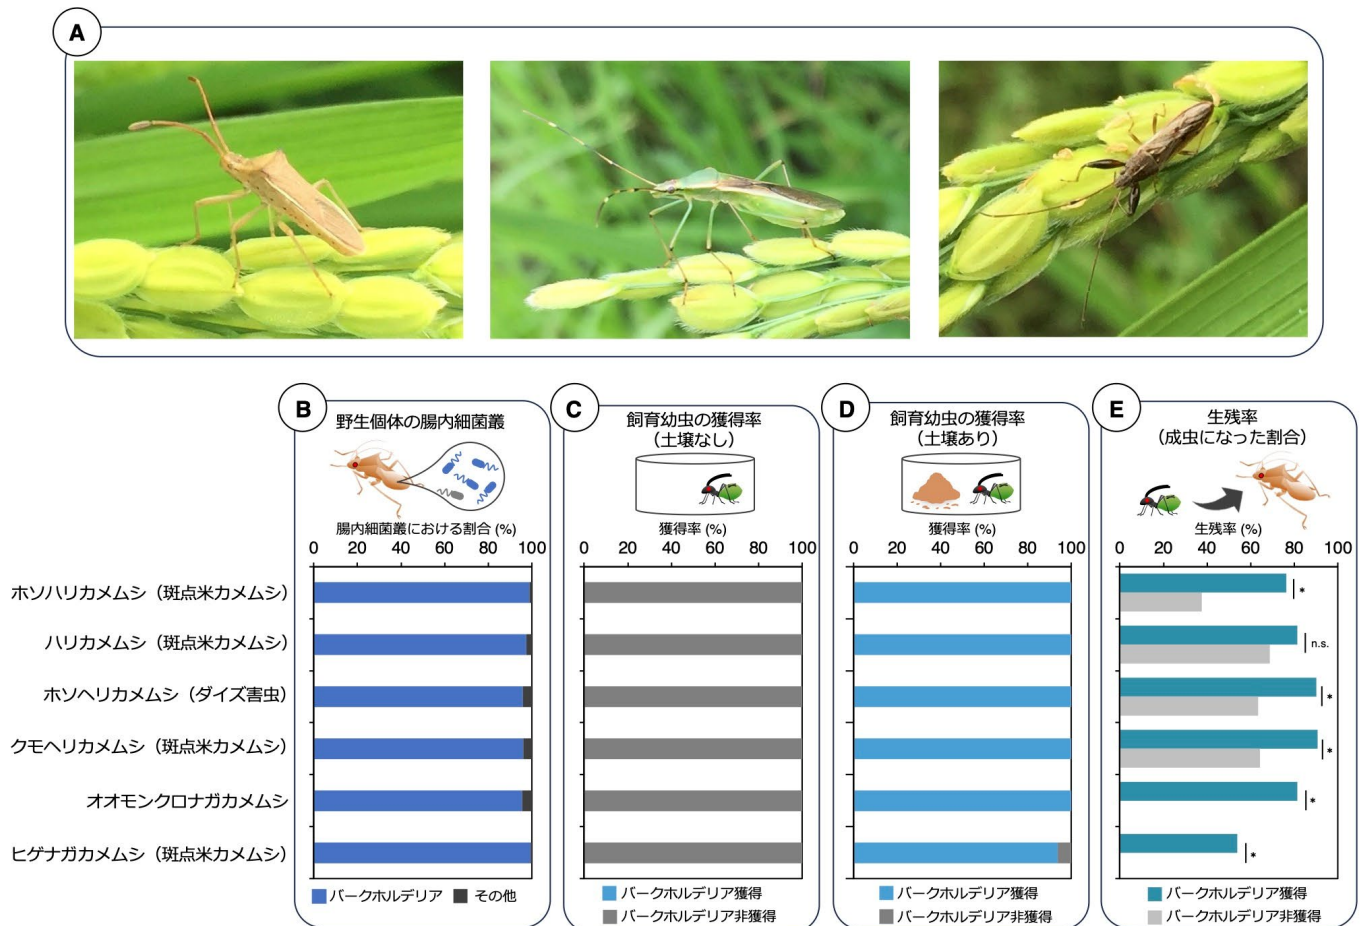 A
B
野生個体の腸内細菌叢
腸内細菌叢における割合 (%)
0 20 40 60 80 100
C
飼育幼虫の獲得率
（土壌なし）
獲得率 (%)
0 20 40 60 80 100
D
飼育幼虫の獲得率
（土壌あり）
獲得率 (%)
0 20 40 60 80 100
E
生残率
（成虫になった割合）
生残率 (%)
0 20 40 60 80 100
ホソハリカメムシ（斑点米カメムシ）
*
ハリカメムシ（斑点米カメムシ）
n.s.
ホソヘリカメムシ（ダイズ害虫）
*
クモヘリカメムシ（斑点米カメムシ）
*
オオモンクロナガカメムシ
*
ヒゲナガカメムシ（斑点米カメムシ）
*
バークホルデリア その他
バークホルデリア獲得
バークホルデリア非獲得
バークホルデリア獲得
バークホルデリア非獲得
バークホルデリア獲得
バークホルデリア非獲得